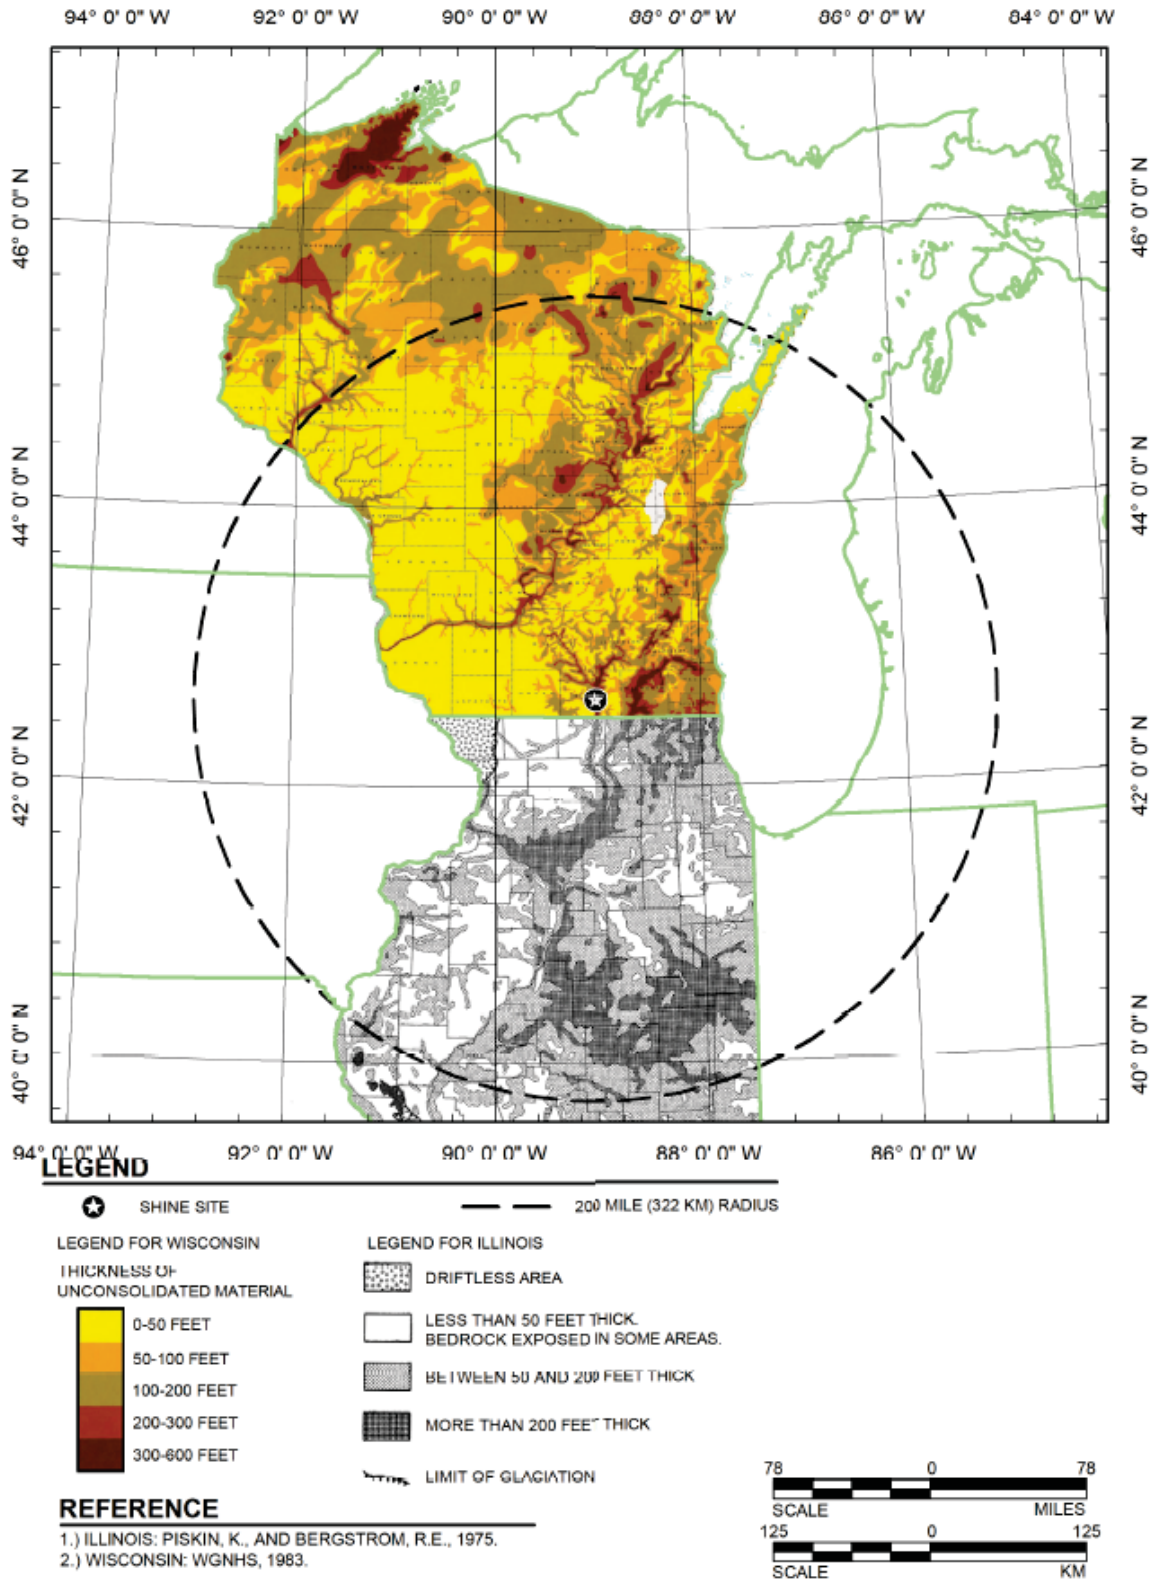 94° 0' 0" W 92° 0' 0" W 90° 0' 0" W 88° 0' 0" W 86° 0' 0" W 84° 0' 0" W
46° 0' 0" N
46° 0' 0" N
44° 0' 0" N
44° 0' 0" N
42° 0' 0" N
42° 0' 0" N
40° 0' 0" N
40° 0' 0" N
94° 0' 0" W 92° 0' 0" W 90° 0' 0" W 88° 0' 0" W 86° 0' 0" W
LEGEND
SHINE SITE
200 MILE (322 KM) RADIUS
LEGEND FOR WISCONSIN
THICKNESS OF
UNCONSOLIDATED MATERIAL
0-50 FEET
50-100 FEET
100-200 FEET
200-300 FEET
300-600 FEET
LEGEND FOR ILLINOIS
DRIFTLESS AREA
LESS THAN 50 FEET THICK.
BEDROCK EXPOSED IN SOME AREAS.
BETWEEN 50 AND 200 FEET THICK
MORE THAN 200 FEET THICK
LIMIT OF GLACIATION
REFERENCE
1.) ILLINOIS: PISKIN, K., AND BERGSTROM, R.E., 1975.
2.) WISCONSIN: WGNHS, 1983.
78 0 78
SCALE MILES
125 0 125
SCALE KM